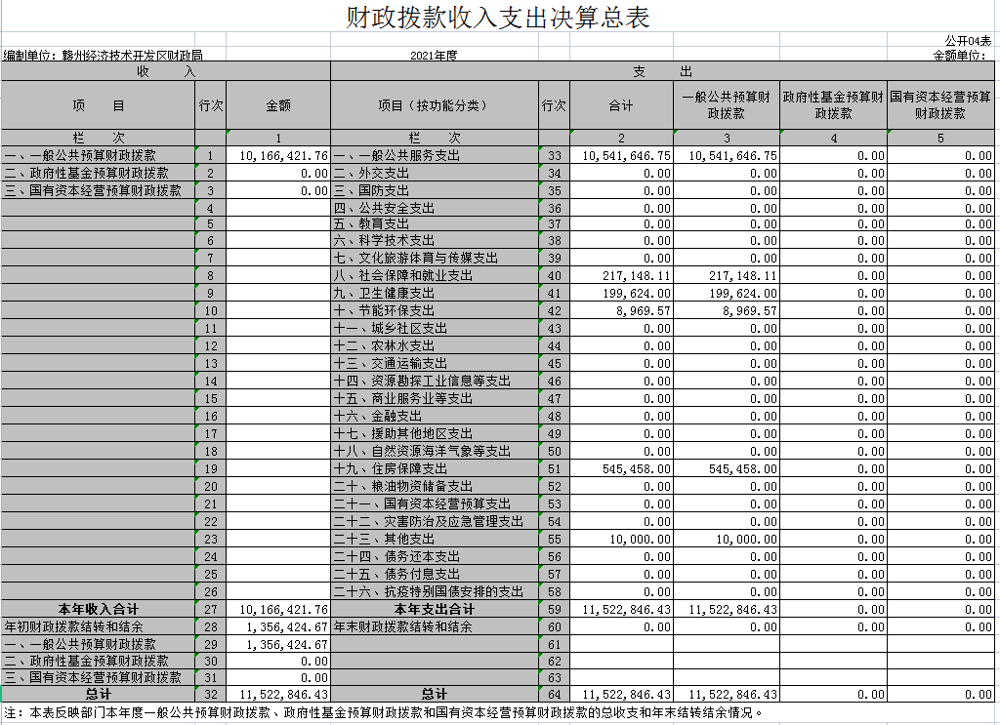 财政拨款收入支出决算总表
公开04表
编制单位：赣州经济技术开发区财政局 2021年度 金额单位：
收 入 支 出
项 目 行次 金额 项目（按功能分类） 行次 合计 一般公共预算财政拨款 政府性基金预算财政拨款 国有资本经营预算财政拨款
栏 次 1 栏 次 2 3 4 5
一、一般公共预算财政拨款 1 10,166,421.76 一、一般公共服务支出 33 10,541,646.75 10,541,646.75 0.00 0.00
二、政府性基金预算财政拨款 2 0.00 二、外交支出 34 0.00 0.00 0.00 0.00
三、国有资本经营预算财政拨款 3 0.00 三、国防支出 35 0.00 0.00 0.00 0.00
4 四、公共安全支出 36 0.00 0.00 0.00 0.00
5 五、教育支出 37 0.00 0.00 0.00 0.00
6 六、科学技术支出 38 0.00 0.00 0.00 0.00
7 七、文化旅游体育与传媒支出 39 0.00 0.00 0.00 0.00
8 八、社会保障和就业支出 40 217,148.11 217,148.11 0.00 0.00
9 九、卫生健康支出 41 199,624.00 199,624.00 0.00 0.00
10 十、节能环保支出 42 8,969.57 8,969.57 0.00 0.00
11 十一、城乡社区支出 43 0.00 0.00 0.00 0.00
12 十二、农林水支出 44 0.00 0.00 0.00 0.00
13 十三、交通运输支出 45 0.00 0.00 0.00 0.00
14 十四、资源勘探工业信息等支出 46 0.00 0.00 0.00 0.00
15 十五、商业服务业等支出 47 0.00 0.00 0.00 0.00
16 十六、金融支出 48 0.00 0.00 0.00 0.00
17 十七、援助其他地区支出 49 0.00 0.00 0.00 0.00
18 十八、自然资源海洋气象等支出 50 0.00 0.00 0.00 0.00
19 十九、住房保障支出 51 545,458.00 545,458.00 0.00 0.00
20 二十、粮油物资储备支出 52 0.00 0.00 0.00 0.00
21 二十一、国有资本经营预算支出 53 0.00 0.00 0.00 0.00
22 二十二、灾害防治及应急管理支出 54 0.00 0.00 0.00 0.00
23 二十三、其他支出 55 10,000.00 10,000.00 0.00 0.00
24 二十四、债务还本支出 56 0.00 0.00 0.00 0.00
25 二十五、债务付息支出 57 0.00 0.00 0.00 0.00
26 二十六、抗疫特别国债安排的支出 58 0.00 0.00 0.00 0.00
本年收入合计 27 10,166,421.76 本年支出合计 59 11,522,846.43 11,522,846.43 0.00 0.00
年初财政拨款结转和结余 28 1,356,424.67 年末财政拨款结转和结余 60 0.00 0.00 0.00 0.00
一、一般公共预算财政拨款 29 1,356,424.67 61
二、政府性基金预算财政拨款 30 0.00 62
三、国有资本经营预算财政拨款 31 0.00 63
总计 32 11,522,846.43 总计 64 11,522,846.43 11,522,846.43 0.00 0.00
注：本表反映部门本年度一般公共预算财政拨款、政府性基金预算财政拨款和国有资本经营预算财政拨款的总收支和年末结转结余情况。